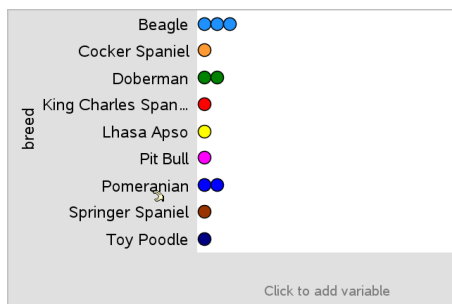 Beagle
Cocker Spaniel
Doberman
King Charles Span...
Lhasa Apso
Pit Bull
Pomeranian
Springer Spaniel
Toy Poodle
breed
Click to add variable